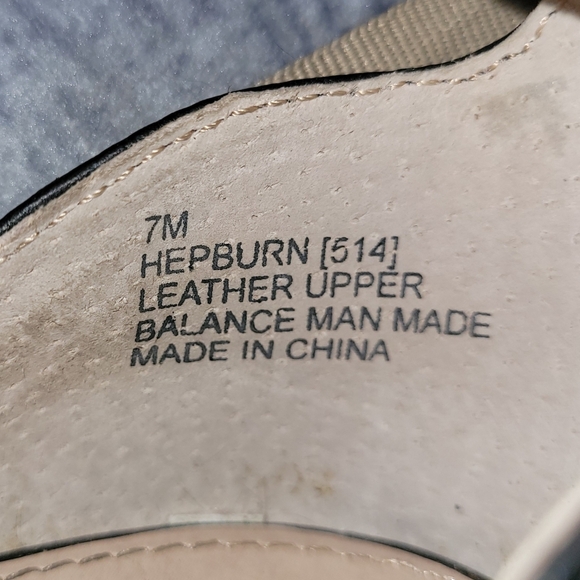 7M
HEPBURN [514]
LEATHER UPPER
BALANCE MAN MADE
MADE IN CHINA